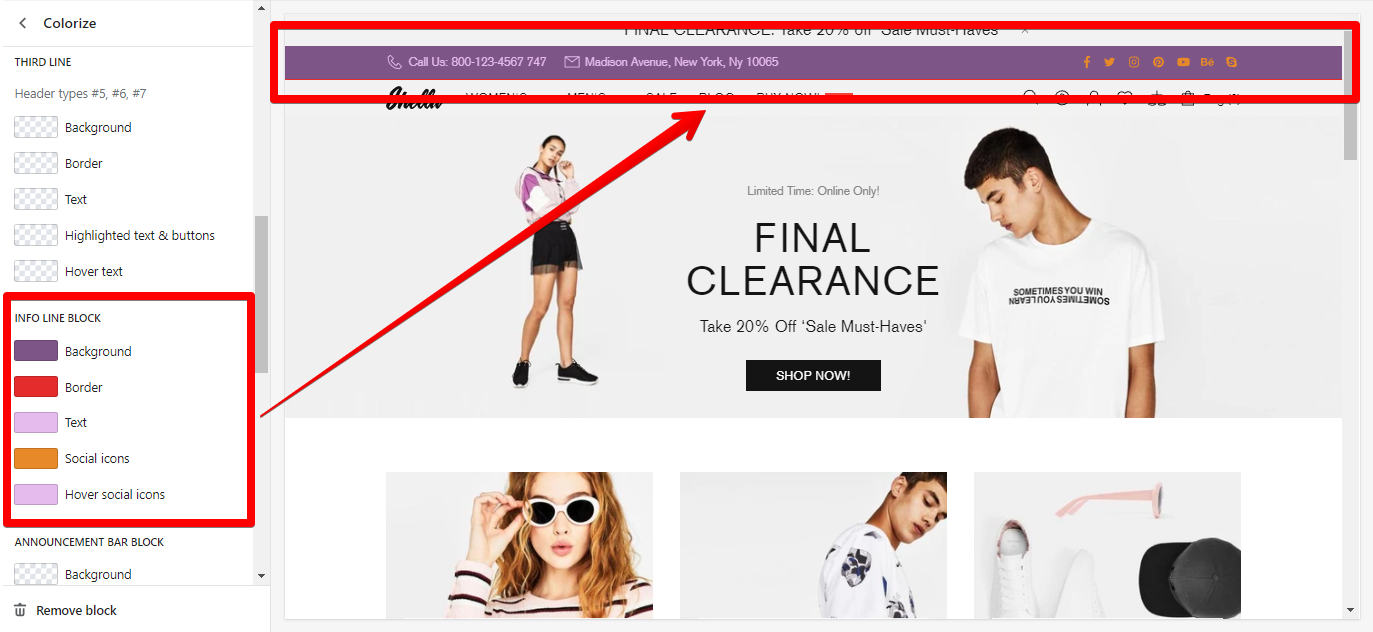 Colorize
THIRD LINE
Header types #5, #6, #7
Background
Border
Text
Highlighted text & buttons
Hover text
INFO LINE BLOCK
Background
Border
Text
Social icons
Hover social icons
ANNOUNCEMENT BAR BLOCK
Background
Remove block
FINAL CLEARANCE: Take 20% off 'Sale Must-Haves'
Call Us: 800-123-4567 747
Madison Avenue, New York, Ny 10065
Bē
Shella
WOMEN'S
MEN'S
SALE
BLOG
BUY NOW!
Limited Time: Online Only!
FINAL
CLEARANCE
Take 20% Off 'Sale Must-Haves'
SHOP NOW!
SOMETIMES YOU WIN
SOMETIMES YOU LEARN